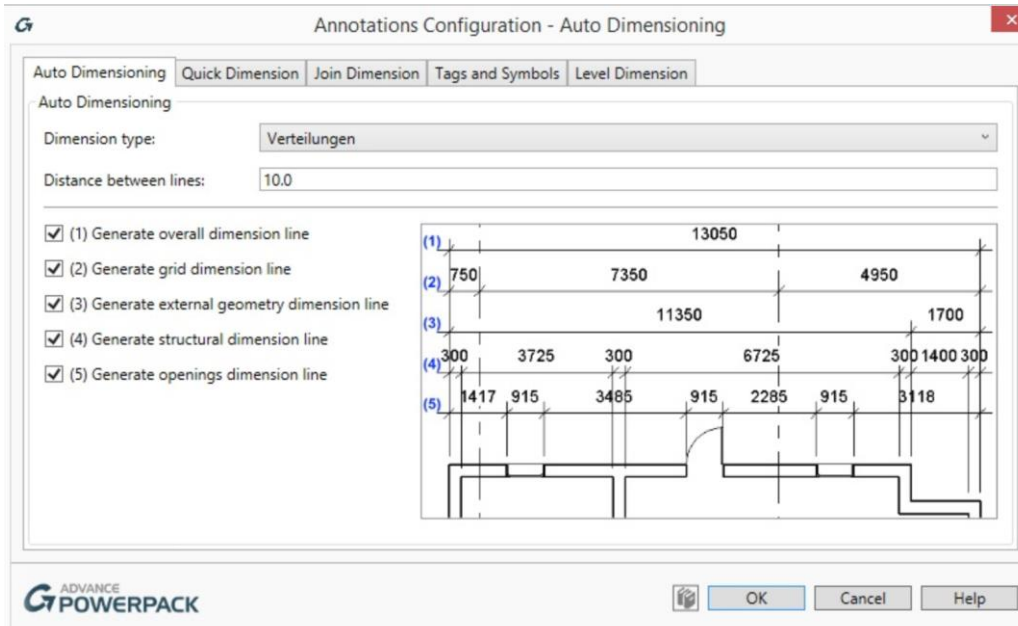 Annotations Configuration - Auto Dimensioning
Auto Dimensioning Quick Dimension Join Dimension Tags and Symbols Level Dimension
Auto Dimensioning
Dimension type: Verteilungen
Distance between lines: 10.0
(1) Generate overall dimension line
(2) Generate grid dimension line
(3) Generate external geometry dimension line
(4) Generate structural dimension line
(5) Generate openings dimension line
(1) 13050
(2) 750 7350 4950
(3) 11350 1700
(4) 300 3725 300 6725 300 1400 300
(5) 1417 915 3485 915 2285 915 3118
ADVANCE
POWERPACK
OK Cancel Help